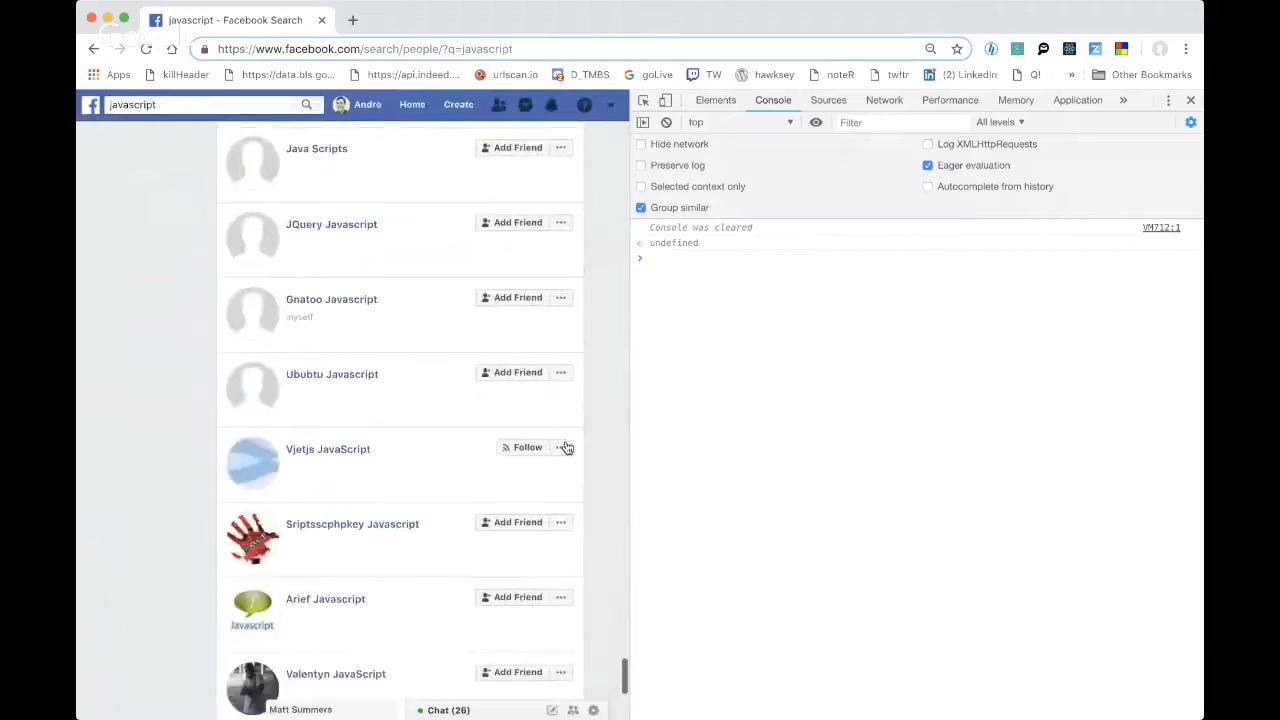 javascript - Facebook Search
https://www.facebook.com/search/people/?q=javascript
Apps killHeader https://data.bls.go... https://api.indeed.... urlscan.io D_TMBS goLive TW hawksey noteR tw!tr (2) LinkedIn Q! » Other Bookmarks
javascript Andro Home Create
Elements Console Sources Network Performance Memory Application »
top Filter All levels ▼
Hide network Log XMLHttpRequests
Preserve log Eager evaluation
Selected context only Autocomplete from history
Group similar
Console was cleared VM712:1
undefined
Java Scripts Add Friend ...
JQuery Javascript Add Friend ...
Gnatoo Javascript Add Friend ...
myself
Ububtu Javascript Add Friend ...
Vjetjs JavaScript Follow ...
Sriptsscphpkey Javascript Add Friend ...
Arief Javascript Add Friend ...
Javascript
Valentyn JavaScript Add Friend ...
Matt Summers Chat (26)